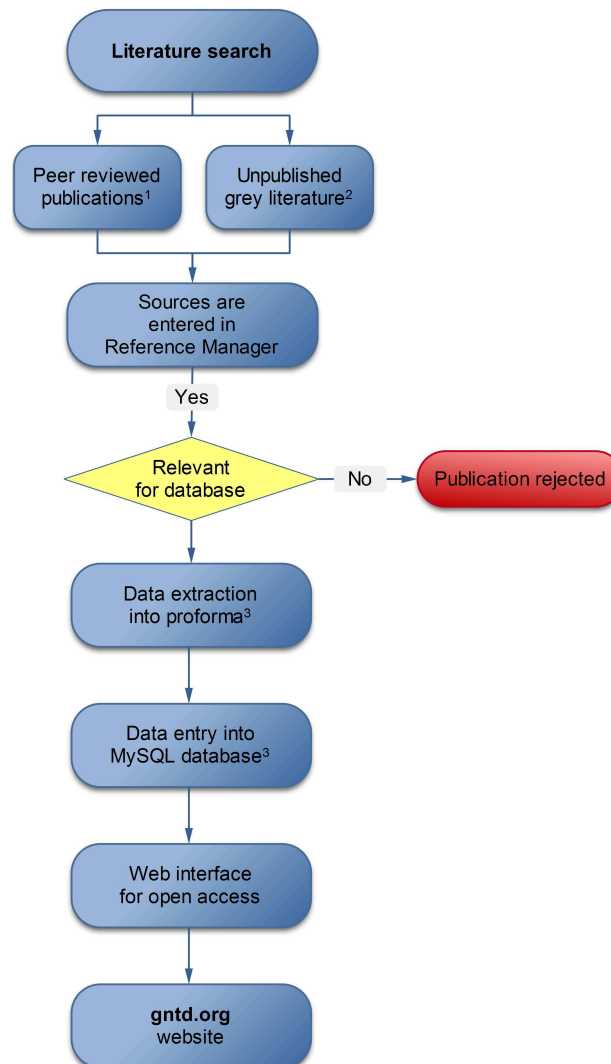 Literature search
Peer reviewed
publications¹
Unpublished
grey literature²
Sources are
entered in
Reference Manager
Yes
Relevant
for database
No
Publication rejected
Data extraction
into proforma³
Data entry into
MySQL database³
Web interface
for open access
gntd.org
website